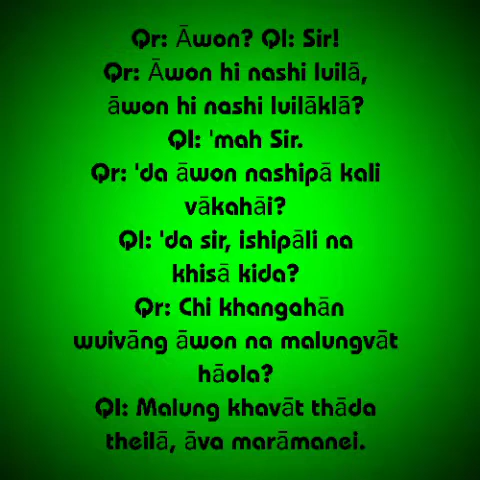 Qr: Āwon? Ql: Sir!
Qr: Āwon hi nashi luilā,
āwon hi nashi luilāklā?
Ql: 'mah Sir.
Qr: 'da āwon nashipā kali
vākahāi?
Ql: 'da sir, ishipāli na
khisā kida?
Qr: Chi khangahān
wuivāng āwon na malungvāt
hāola?
Ql: Malung khavāt thāda
theilā, āva marāmanei.